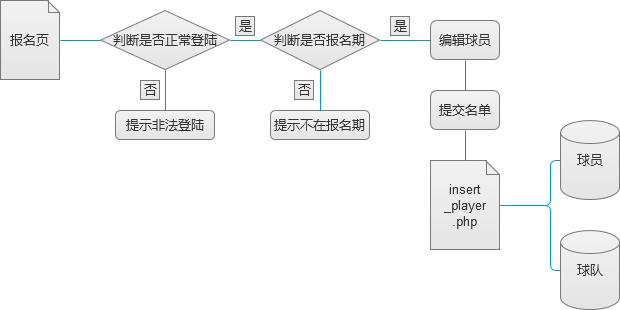 报名页
判断是否正常登陆
是
判断是否报名期
是
编辑球员
否
否
提示非法登陆
提示不在报名期
提交名单
球员
insert
_player
.php
球队